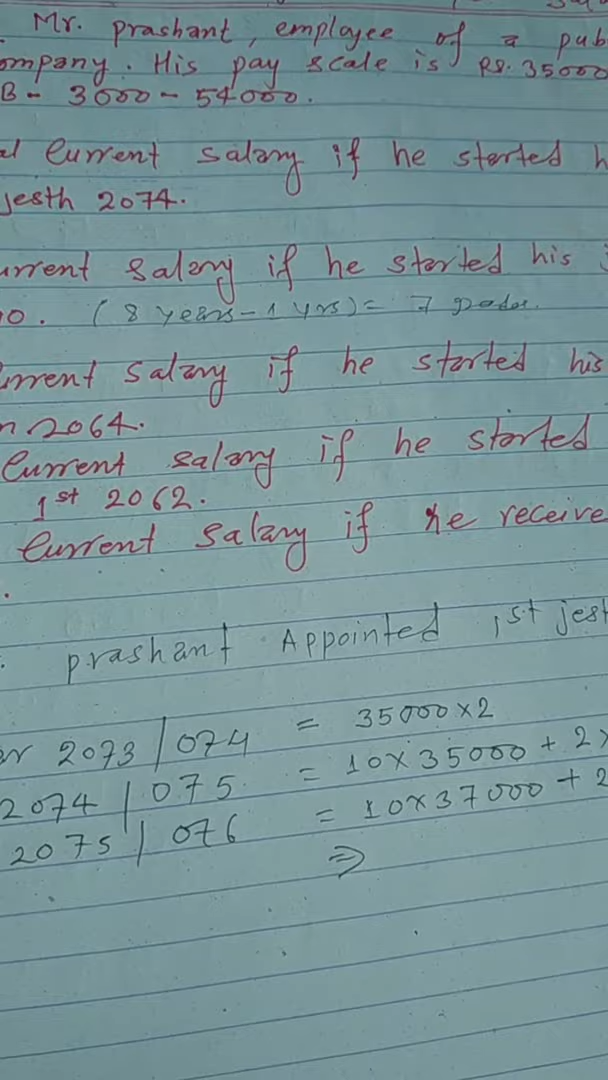 Mr. prashant, employee of a pub
ompany. His pay scale is Rs. 35000
B - 3000 - 54000.
al Current salary if he started h
jesth 2074.
urrent salary if he started his
0. (8 years - 1 yrs) = 7 grades.
urrent salary if he started his
n 2064.
Current salary if he started
1st 2062.
Current salary if he receive
.
. prashant Appointed 1st jest
or 2073/074 = 35000×2
2074/075 = 10×35000 + 2×
2075/076 = 10×37000 + 2
⇒